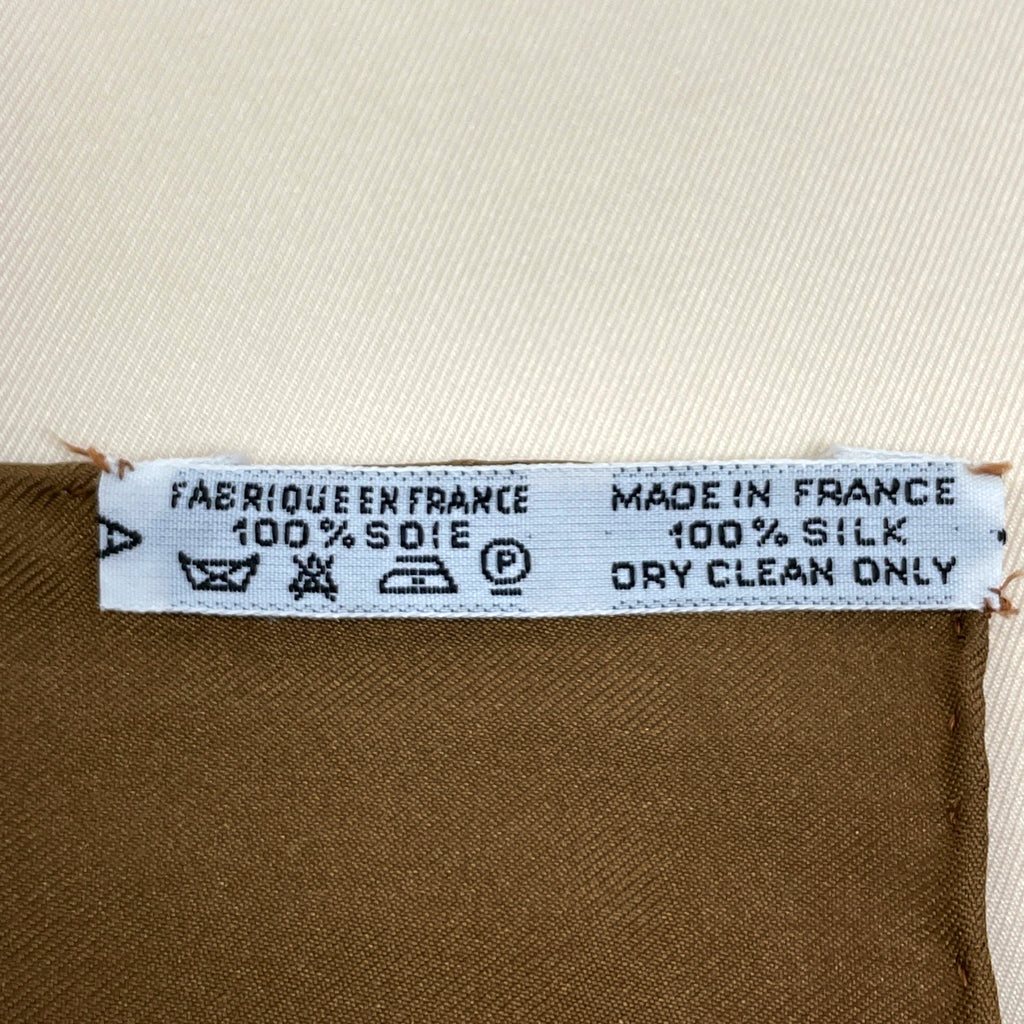 FABRIQUE EN FRANCE
100% SOIE
P
MADE IN FRANCE
100% SILK
DRY CLEAN ONLY
A